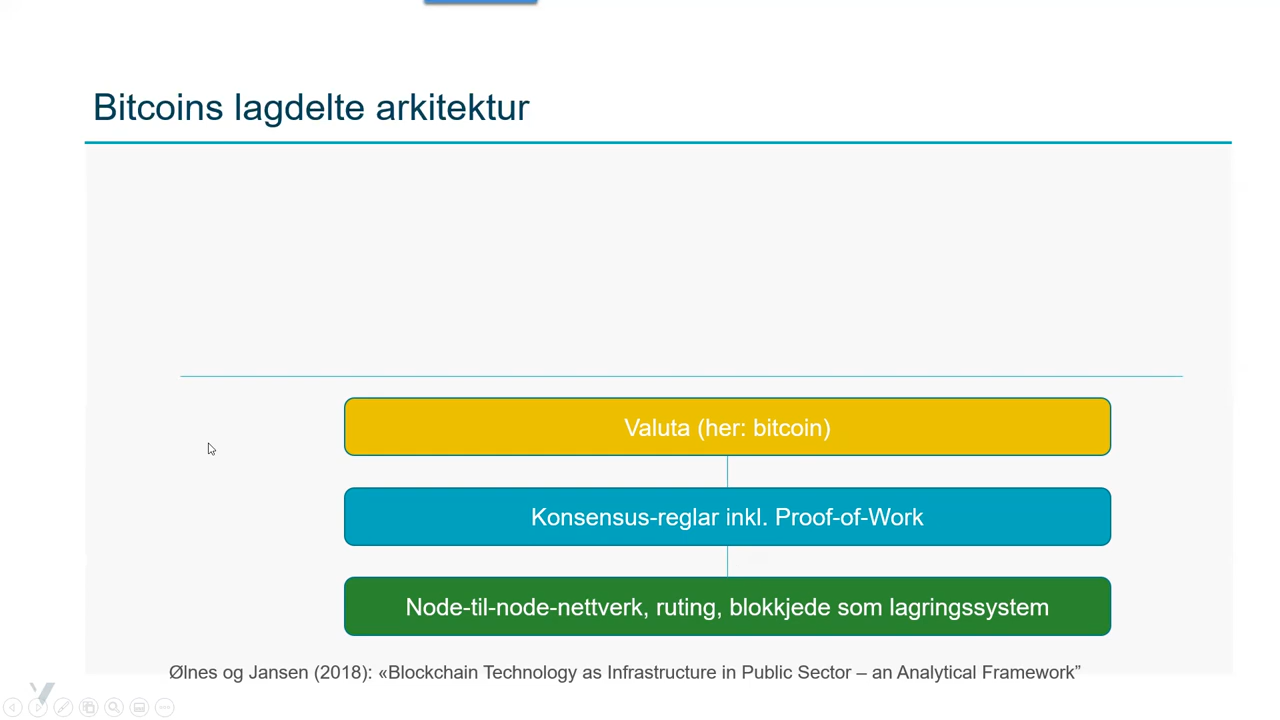 Bitcoins lagdelte arkitektur
Valuta (her: bitcoin)
Konsensus-reglar inkl. Proof-of-Work
Node-til-node-nettverk, ruting, blokkjede som lagringssystem
Ølnes og Jansen (2018): «Blockchain Technology as Infrastructure in Public Sector – an Analytical Framework”